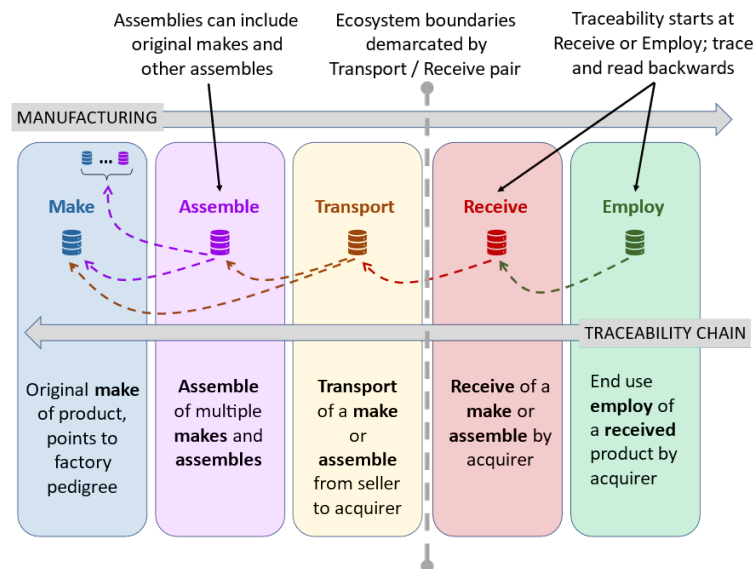 Assemblies can include
original makes and
other assembles
Ecosystem boundaries
demarcated by
Transport / Receive pair
Traceability starts at
Receive or Employ; trace
and read backwards
MANUFACTURING
...
Make
Assemble
Transport
Receive
Employ
TRACEABILITY CHAIN
Original make
of product,
points to
factory
pedigree
Assemble
of multiple
makes and
assembles
Transport
of a make
or
assemble
from seller
to acquirer
Receive of a
make or
assemble by
acquirer
End use
employ of
a received
product by
acquirer